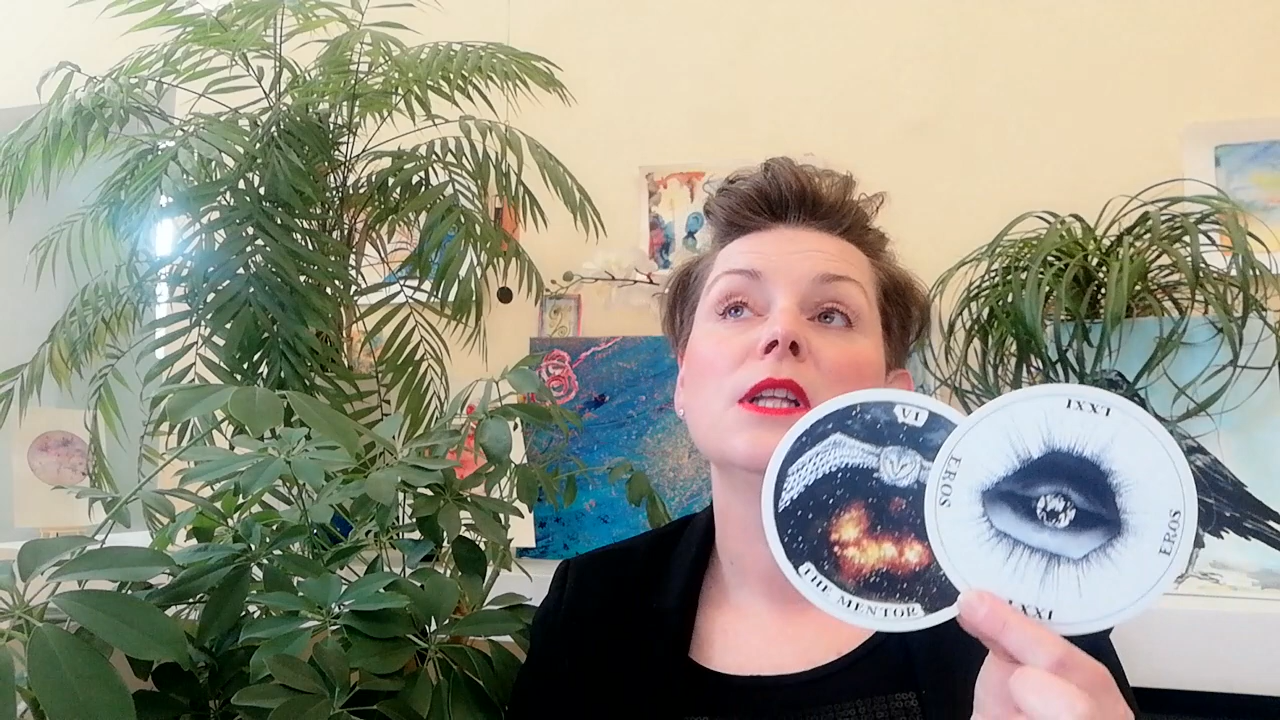 VI
THE MENTOR
IXXI
EROS
EROS
IXXI